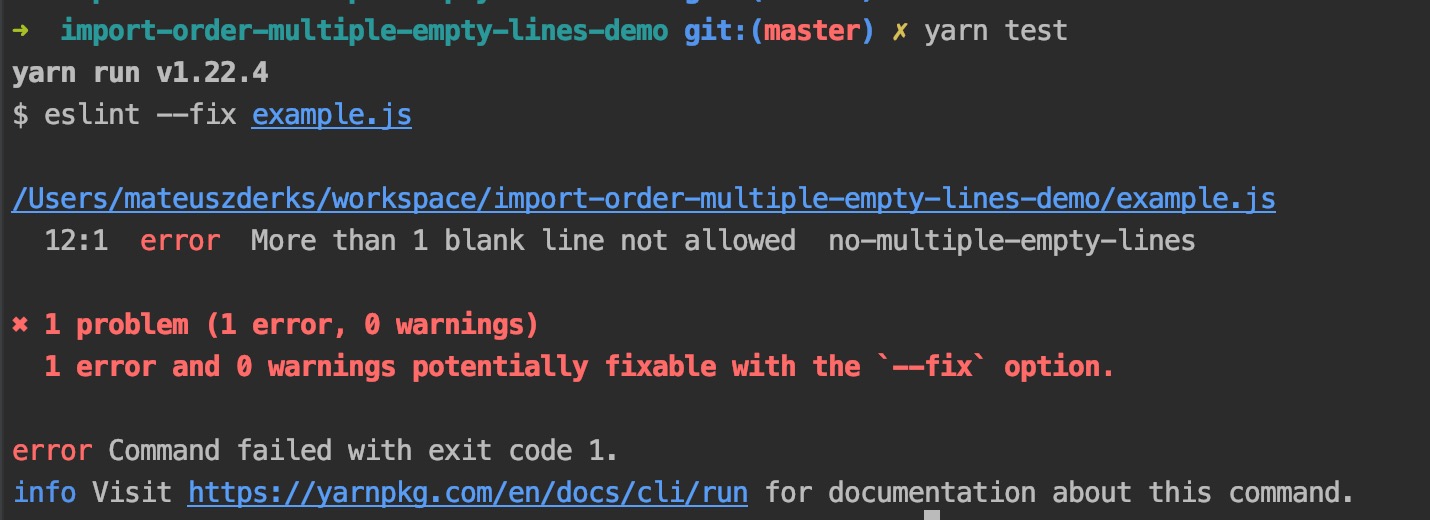 ➜  import-order-multiple-empty-lines-demo git:(master) ✗ yarn test
yarn run v1.22.4
$ eslint --fix example.js
/Users/mateuszderks/workspace/import-order-multiple-empty-lines-demo/example.js
  12:1  error  More than 1 blank line not allowed  no-multiple-empty-lines
✖ 1 problem (1 error, 0 warnings)
  1 error and 0 warnings potentially fixable with the `--fix` option.
error Command failed with exit code 1.
info Visit https://yarnpkg.com/en/docs/cli/run for documentation about this command.